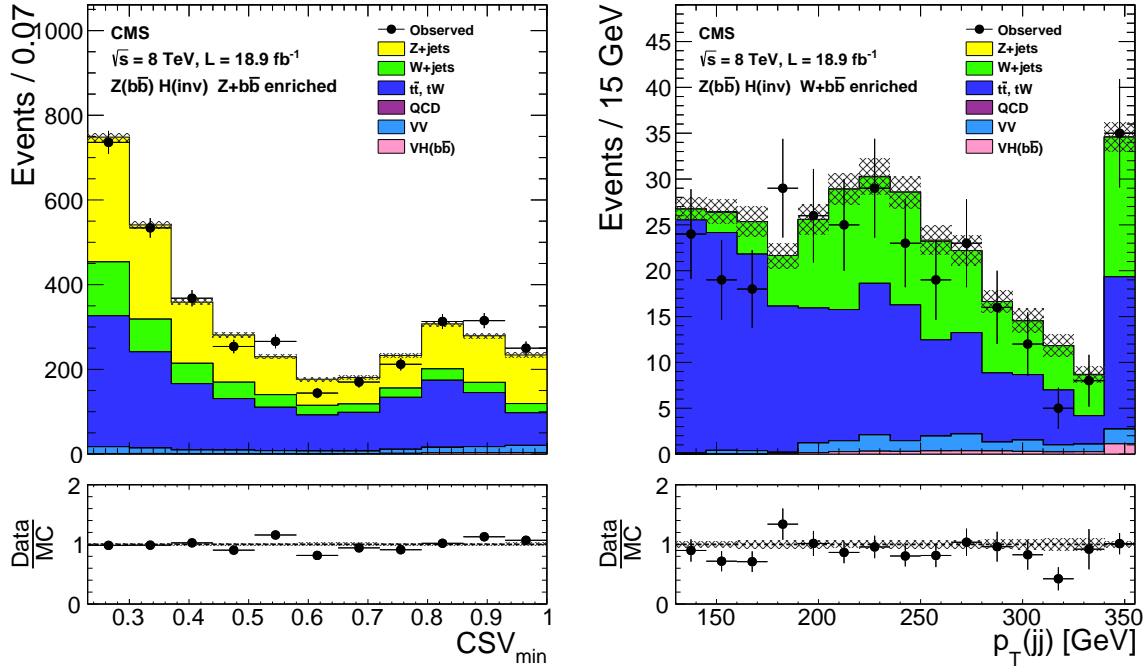 Events / 0.07
1000
800
600
400
200
0
CMS
√s = 8 TeV, L = 18.9 fb⁻¹
Z(bb̄) H(inv) Z+bb̄ enriched
Observed
Z+jets
W+jets
tt̄, tW
QCD
VV
VH(bb̄)
Data/MC
2
1
0
0.3 0.4 0.5 0.6 0.7 0.8 0.9 1
CSV_min
Events / 15 GeV
45
40
35
30
25
20
15
10
5
0
CMS
√s = 8 TeV, L = 18.9 fb⁻¹
Z(bb̄) H(inv) W+bb̄ enriched
Observed
Z+jets
W+jets
tt̄, tW
QCD
VV
VH(bb̄)
Data/MC
2
1
0
150 200 250 300 350
p_T(jj) [GeV]